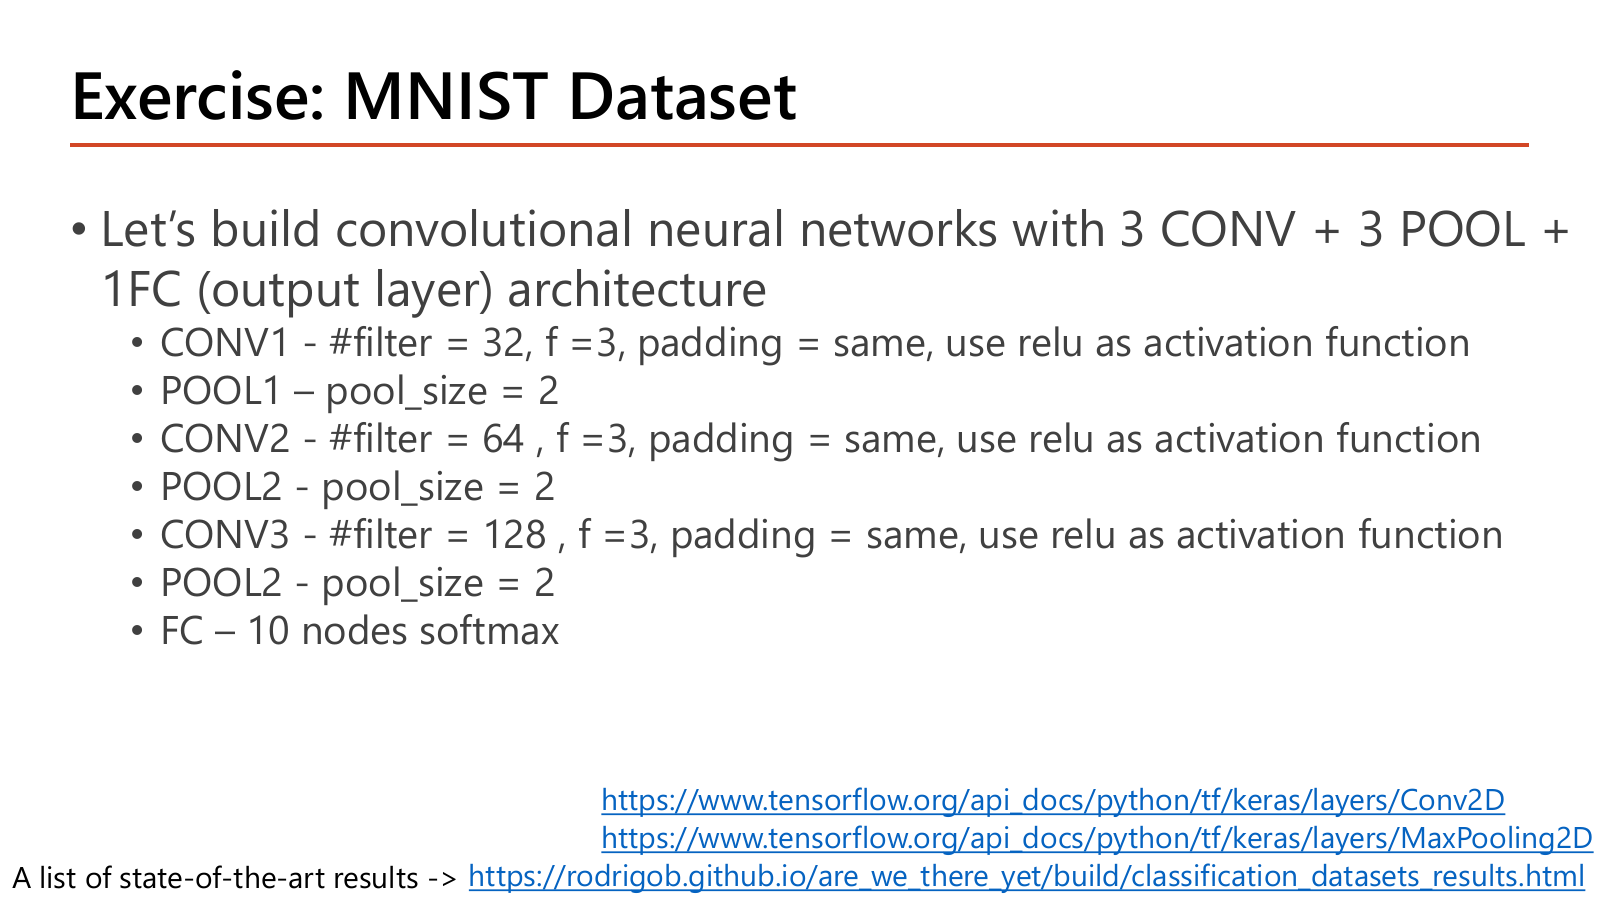 Exercise: MNIST Dataset
• Let’s build convolutional neural networks with 3 CONV + 3 POOL +
1FC (output layer) architecture
• CONV1 - #filter = 32, f =3, padding = same, use relu as activation function
• POOL1 – pool_size = 2
• CONV2 - #filter = 64 , f =3, padding = same, use relu as activation function
• POOL2 - pool_size = 2
• CONV3 - #filter = 128 , f =3, padding = same, use relu as activation function
• POOL2 - pool_size = 2
• FC – 10 nodes softmax
https://www.tensorflow.org/api_docs/python/tf/keras/layers/Conv2D
https://www.tensorflow.org/api_docs/python/tf/keras/layers/MaxPooling2D
A list of state-of-the-art results -> https://rodrigob.github.io/are_we_there_yet/build/classification_datasets_results.html